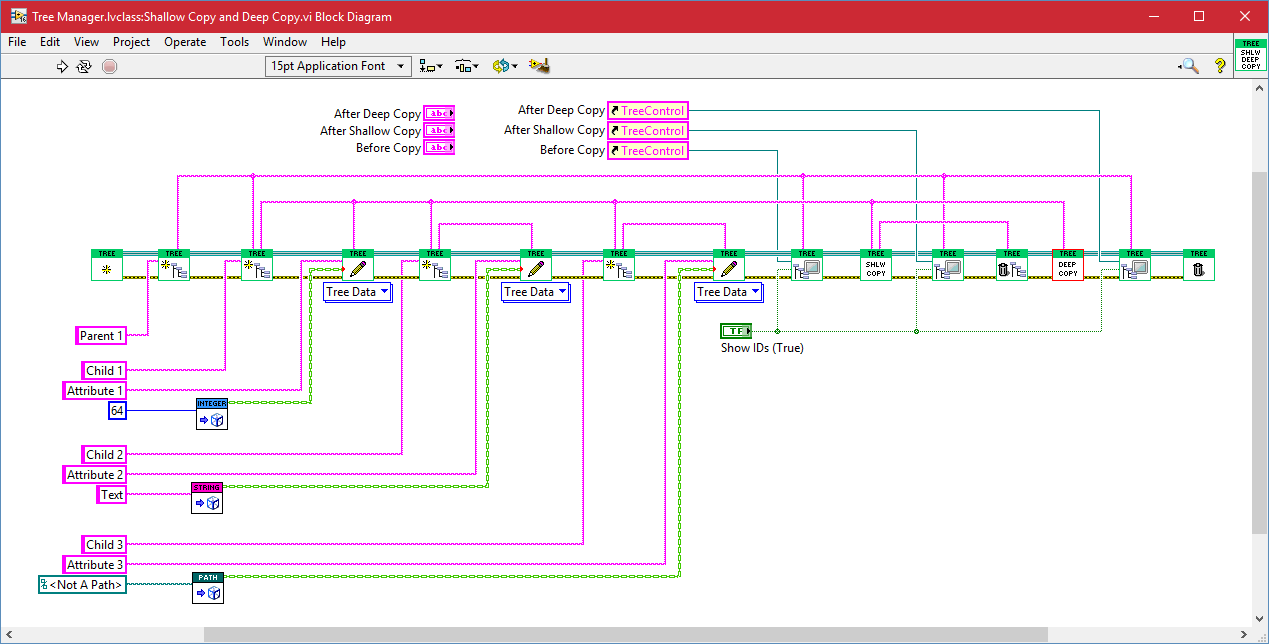 Tree Manager.lvclass:Shallow Copy and Deep Copy.vi Block Diagram
File Edit View Project Operate Tools Window Help
15pt Application Font
TREE
SHLW
DEEP
COPY
After Deep Copy abc
After Shallow Copy abc
Before Copy abc
After Deep Copy TreeControl
After Shallow Copy TreeControl
Before Copy TreeControl
TREE TREE TREE TREE TREE TREE TREE TREE TREE TREE TREE TREE TREE TREE TREE
SHLW
COPY
DEEP
COPY
Tree Data Tree Data Tree Data
TF
Show IDs (True)
Parent 1
Child 1
Attribute 1
64
INTEGER
Child 2
Attribute 2
Text
STRING
Child 3
Attribute 3
<Not A Path>
PATH